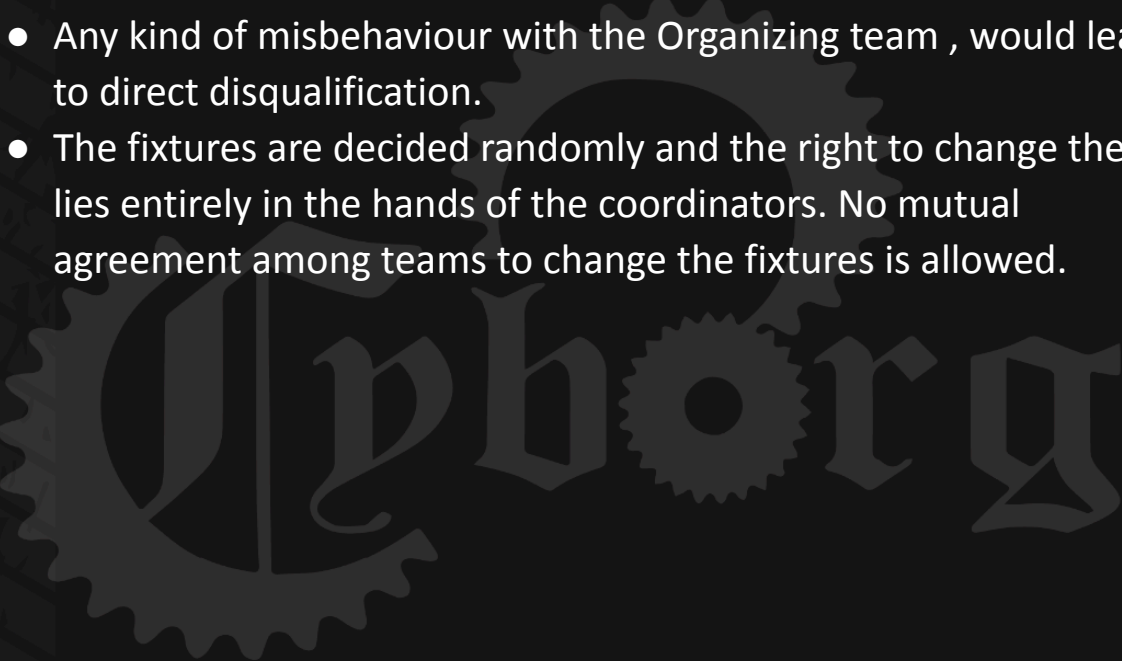 ● Any kind of misbehaviour with the Organizing team , would
to direct disqualification.
● The fixtures are decided randomly and the right to change
lies entirely in the hands of the coordinators. No mutual
agreement among teams to change the fixtures is allowed.
Cyborg